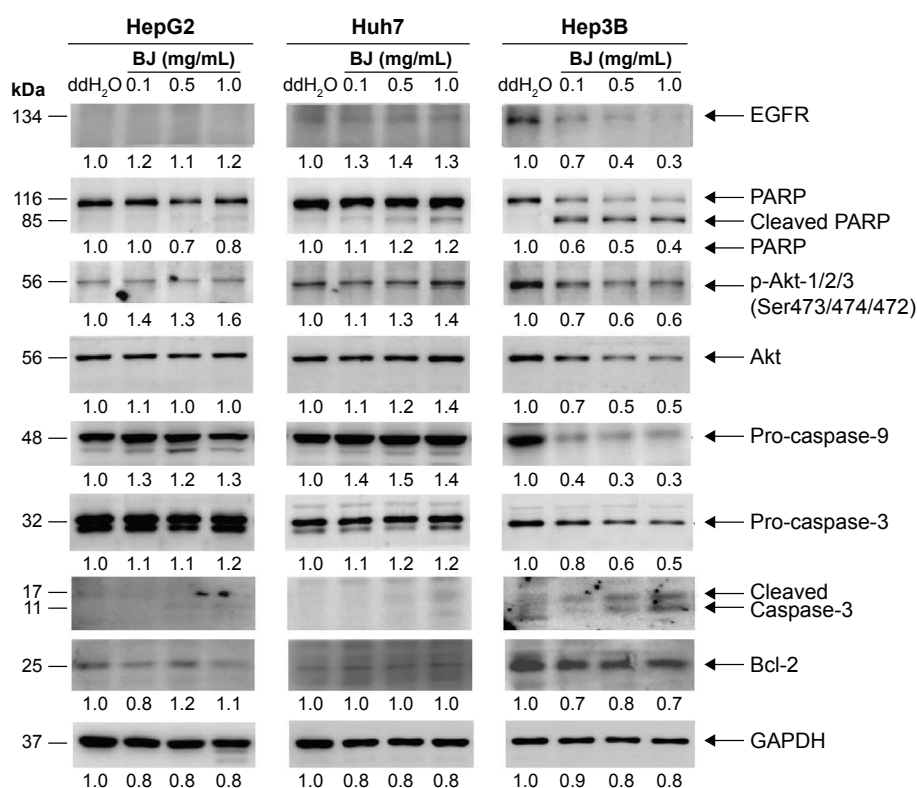 HepG2 Huh7 Hep3B
BJ (mg/mL) BJ (mg/mL) BJ (mg/mL)
kDa ddH2O 0.1 0.5 1.0 ddH2O 0.1 0.5 1.0 ddH2O 0.1 0.5 1.0
134 EGFR
1.0 1.2 1.1 1.2 1.0 1.3 1.4 1.3 1.0 0.7 0.4 0.3
116 PARP
85 Cleaved PARP
1.0 1.0 0.7 0.8 1.0 1.1 1.2 1.2 1.0 0.6 0.5 0.4 PARP
56 p-Akt-1/2/3
(Ser473/474/472)
1.0 1.4 1.3 1.6 1.0 1.1 1.3 1.4 1.0 0.7 0.6 0.6
56 Akt
1.0 1.1 1.0 1.0 1.0 1.1 1.2 1.4 1.0 0.7 0.5 0.5
48 Pro-caspase-9
1.0 1.3 1.2 1.3 1.0 1.4 1.5 1.4 1.0 0.4 0.3 0.3
32 Pro-caspase-3
1.0 1.1 1.1 1.2 1.0 1.1 1.2 1.2 1.0 0.8 0.6 0.5
17 Cleaved
11 Caspase-3
25 Bcl-2
1.0 0.8 1.2 1.1 1.0 1.0 1.0 1.0 1.0 0.7 0.8 0.7
37 GAPDH
1.0 0.8 0.8 0.8 1.0 0.8 0.8 0.8 1.0 0.9 0.8 0.8